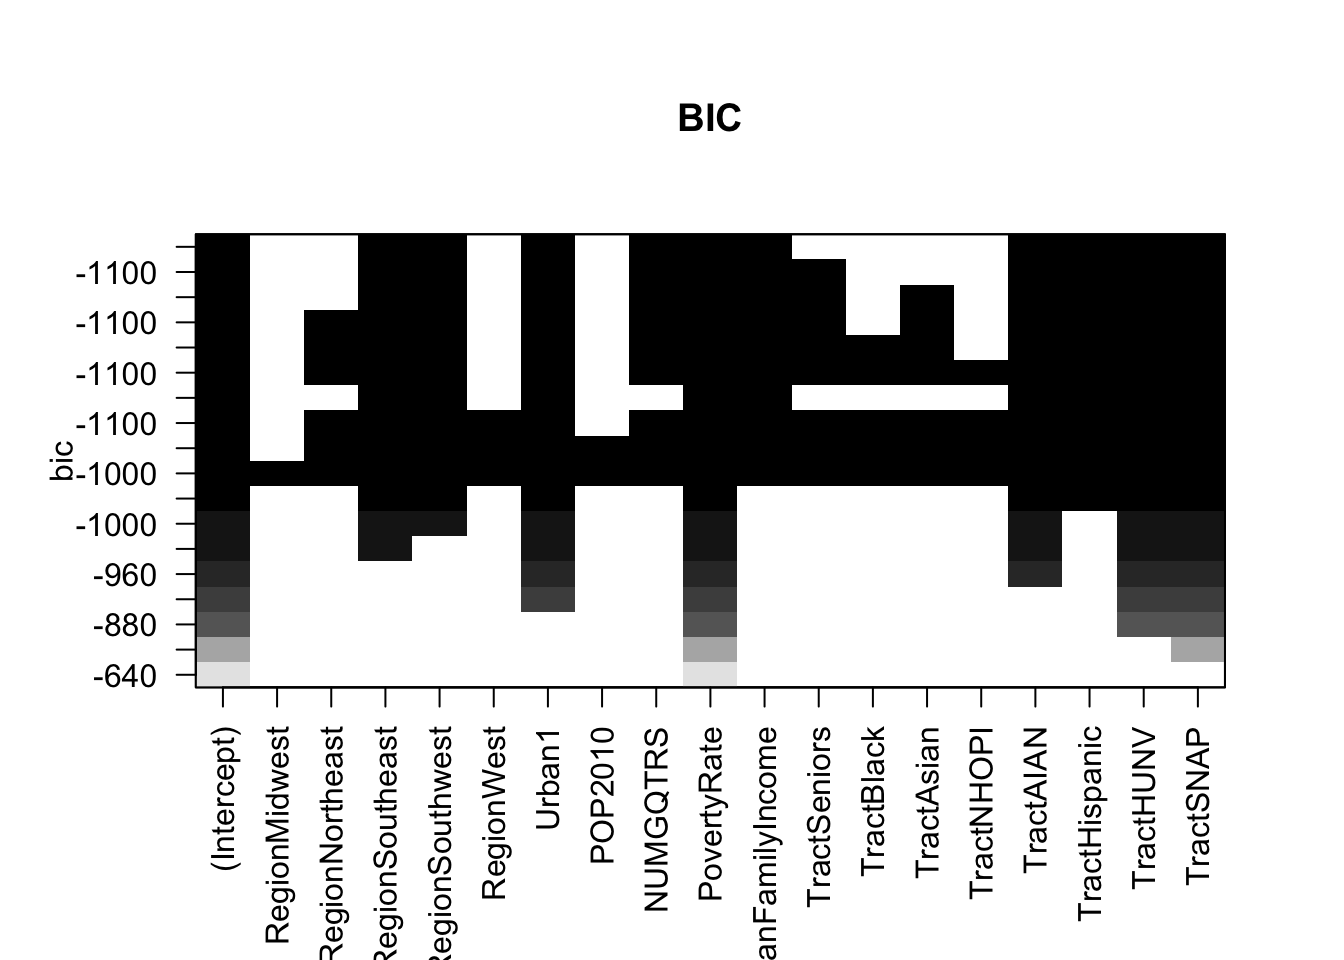 BIC
bic
-1100
-1100
-1100
-1100
-1000
-1000
-960
-880
-640
(Intercept)
RegionMidwest
RegionNortheast
RegionSoutheast
RegionSouthwest
RegionWest
Urban1
POP2010
NUMGQTRS
PovertyRate
anFamilyIncome
TractSeniors
TractBlack
TractAsian
TractNHOPI
TractAIAN
TractHispanic
TractHUNV
TractSNAP